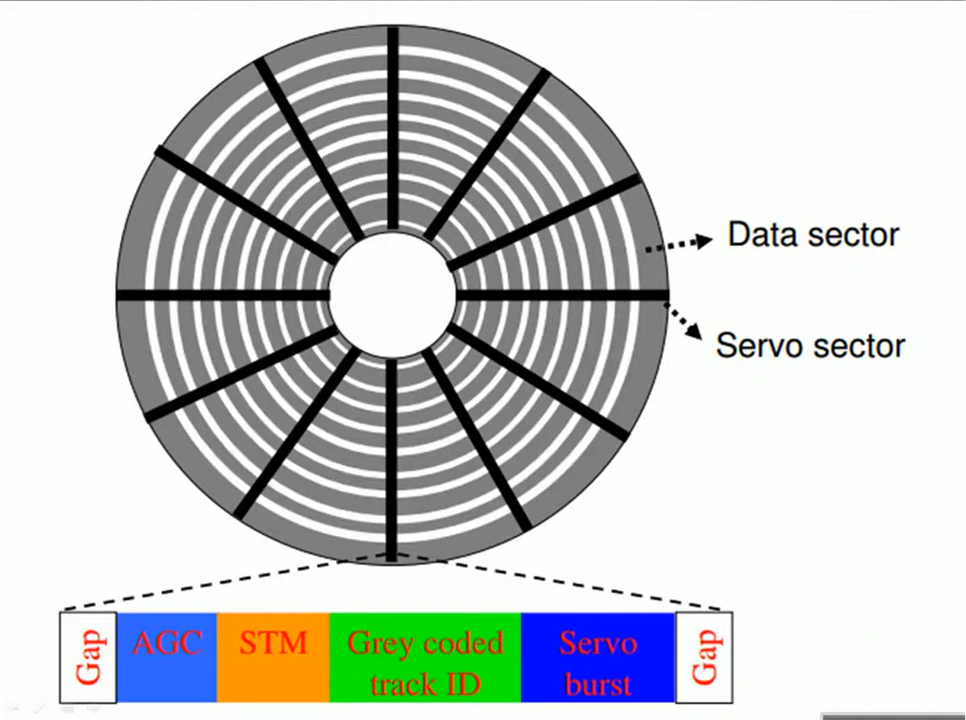 Data sector
Servo sector
Gap
AGC
STM
Grey coded
track ID
Servo
burst
Gap